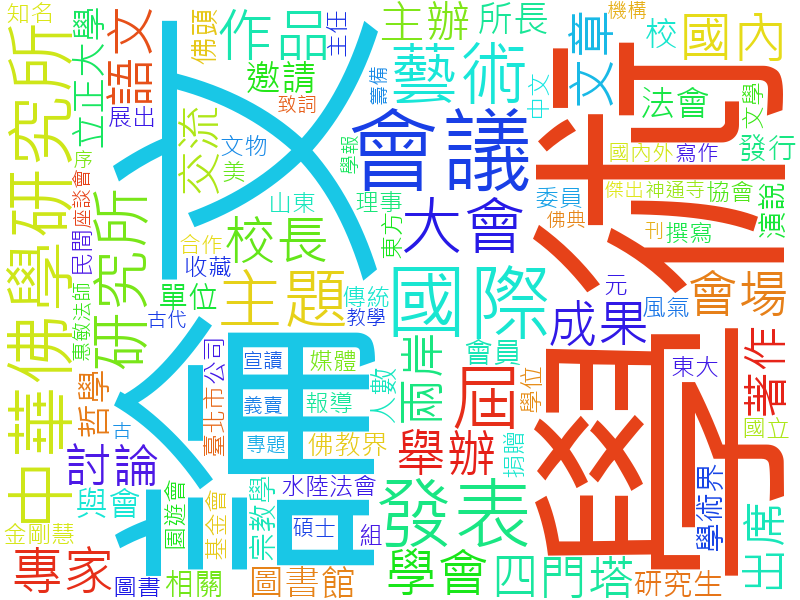 知名
中華佛學研究所
研究所
立正大學
語文
論文
佛頭
作品
主辦
所長
機構
國內
校
文章
主任
籌備
邀請
致詞
藝術
中文
法會
文學
展出
交流
文物
美
學報
會議
學術
國內外
寫作
發行
序
座談會
民間
山東
理事
東方
大會
委員
佛典
傑出
神通寺
協會
演說
刊
撰寫
合作
收藏
校長
主題
國際
惠敏法師
單位
古代
傳統
教學
元
成果
風氣
會場
公司
宣讀
媒體
會員
兩岸
屆
學位
東大
著作
哲學
臺北市
義賣
報導
人數
國立
古
專題
佛教界
舉辦
捐贈
討論
與會
園遊會
基金會
宗教學
水陸法會
碩士
組
發表
學術界
出席
金剛慧
專家
圖書
相關
圖書館
學會
四門塔
研究生